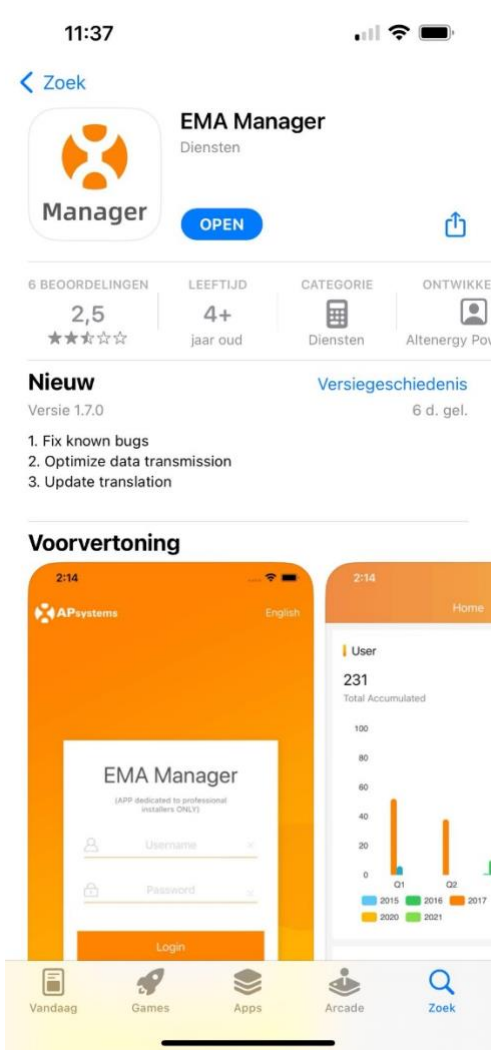 11:37
Zoek
EMA Manager
Diensten
Manager
OPEN
6 BEOORDELINGEN LEEFTIJD CATEGORIE ONTWIKKE
2,5 4+
jaar oud Diensten Altenergy Pov
Nieuw Versiegeschiedenis
Versie 1.7.0 6 d. gel.
1. Fix known bugs
2. Optimize data transmission
3. Update translation
Voorvertoning
2:14 2:14
APsystems English Home
User
231
Total Accumulated
100
80
60
40
20
0
Q1 Q2
2015 2016 2017
2020 2021
EMA Manager
(APP dedicated to professional
installers ONLY)
Username
Password
Login
Vandaag Games Apps Arcade Zoek